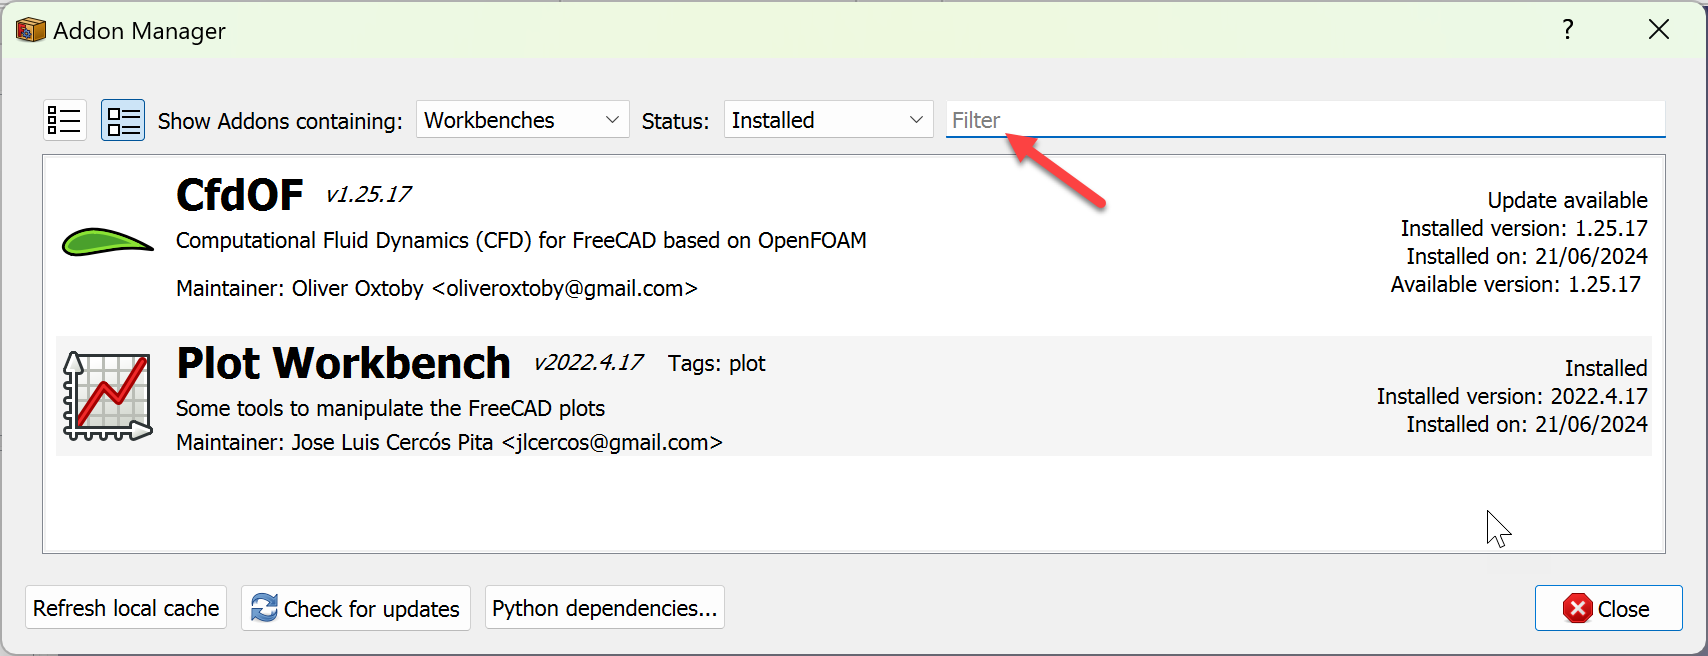 Addon Manager ?
Show Addons containing: Workbenches Status: Installed Filter
CfdOF v1.25.17
Computational Fluid Dynamics (CFD) for FreeCAD based on OpenFOAM
Maintainer: Oliver Oxtoby <oliveroxtoby@gmail.com>
Update available
Installed version: 1.25.17
Installed on: 21/06/2024
Available version: 1.25.17
Plot Workbench v2022.4.17 Tags: plot
Some tools to manipulate the FreeCAD plots
Maintainer: Jose Luis Cercós Pita <jlcercos@gmail.com>
Installed
Installed version: 2022.4.17
Installed on: 21/06/2024
Refresh local cache Check for updates Python dependencies... Close